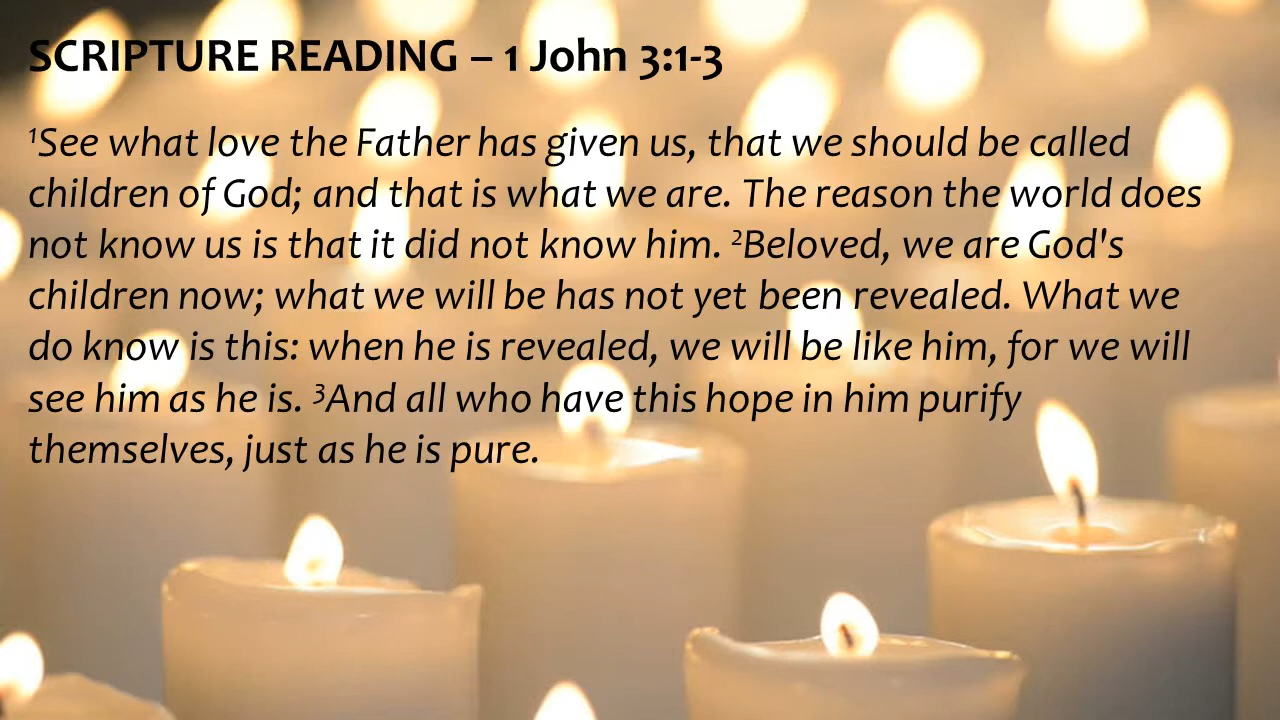 SCRIPTURE READING – 1 John 3:1-3
¹See what love the Father has given us, that we should be called
children of God; and that is what we are. The reason the world does
not know us is that it did not know him. ²Beloved, we are God's
children now; what we will be has not yet been revealed. What we
do know is this: when he is revealed, we will be like him, for we will
see him as he is. ³And all who have this hope in him purify
themselves, just as he is pure.